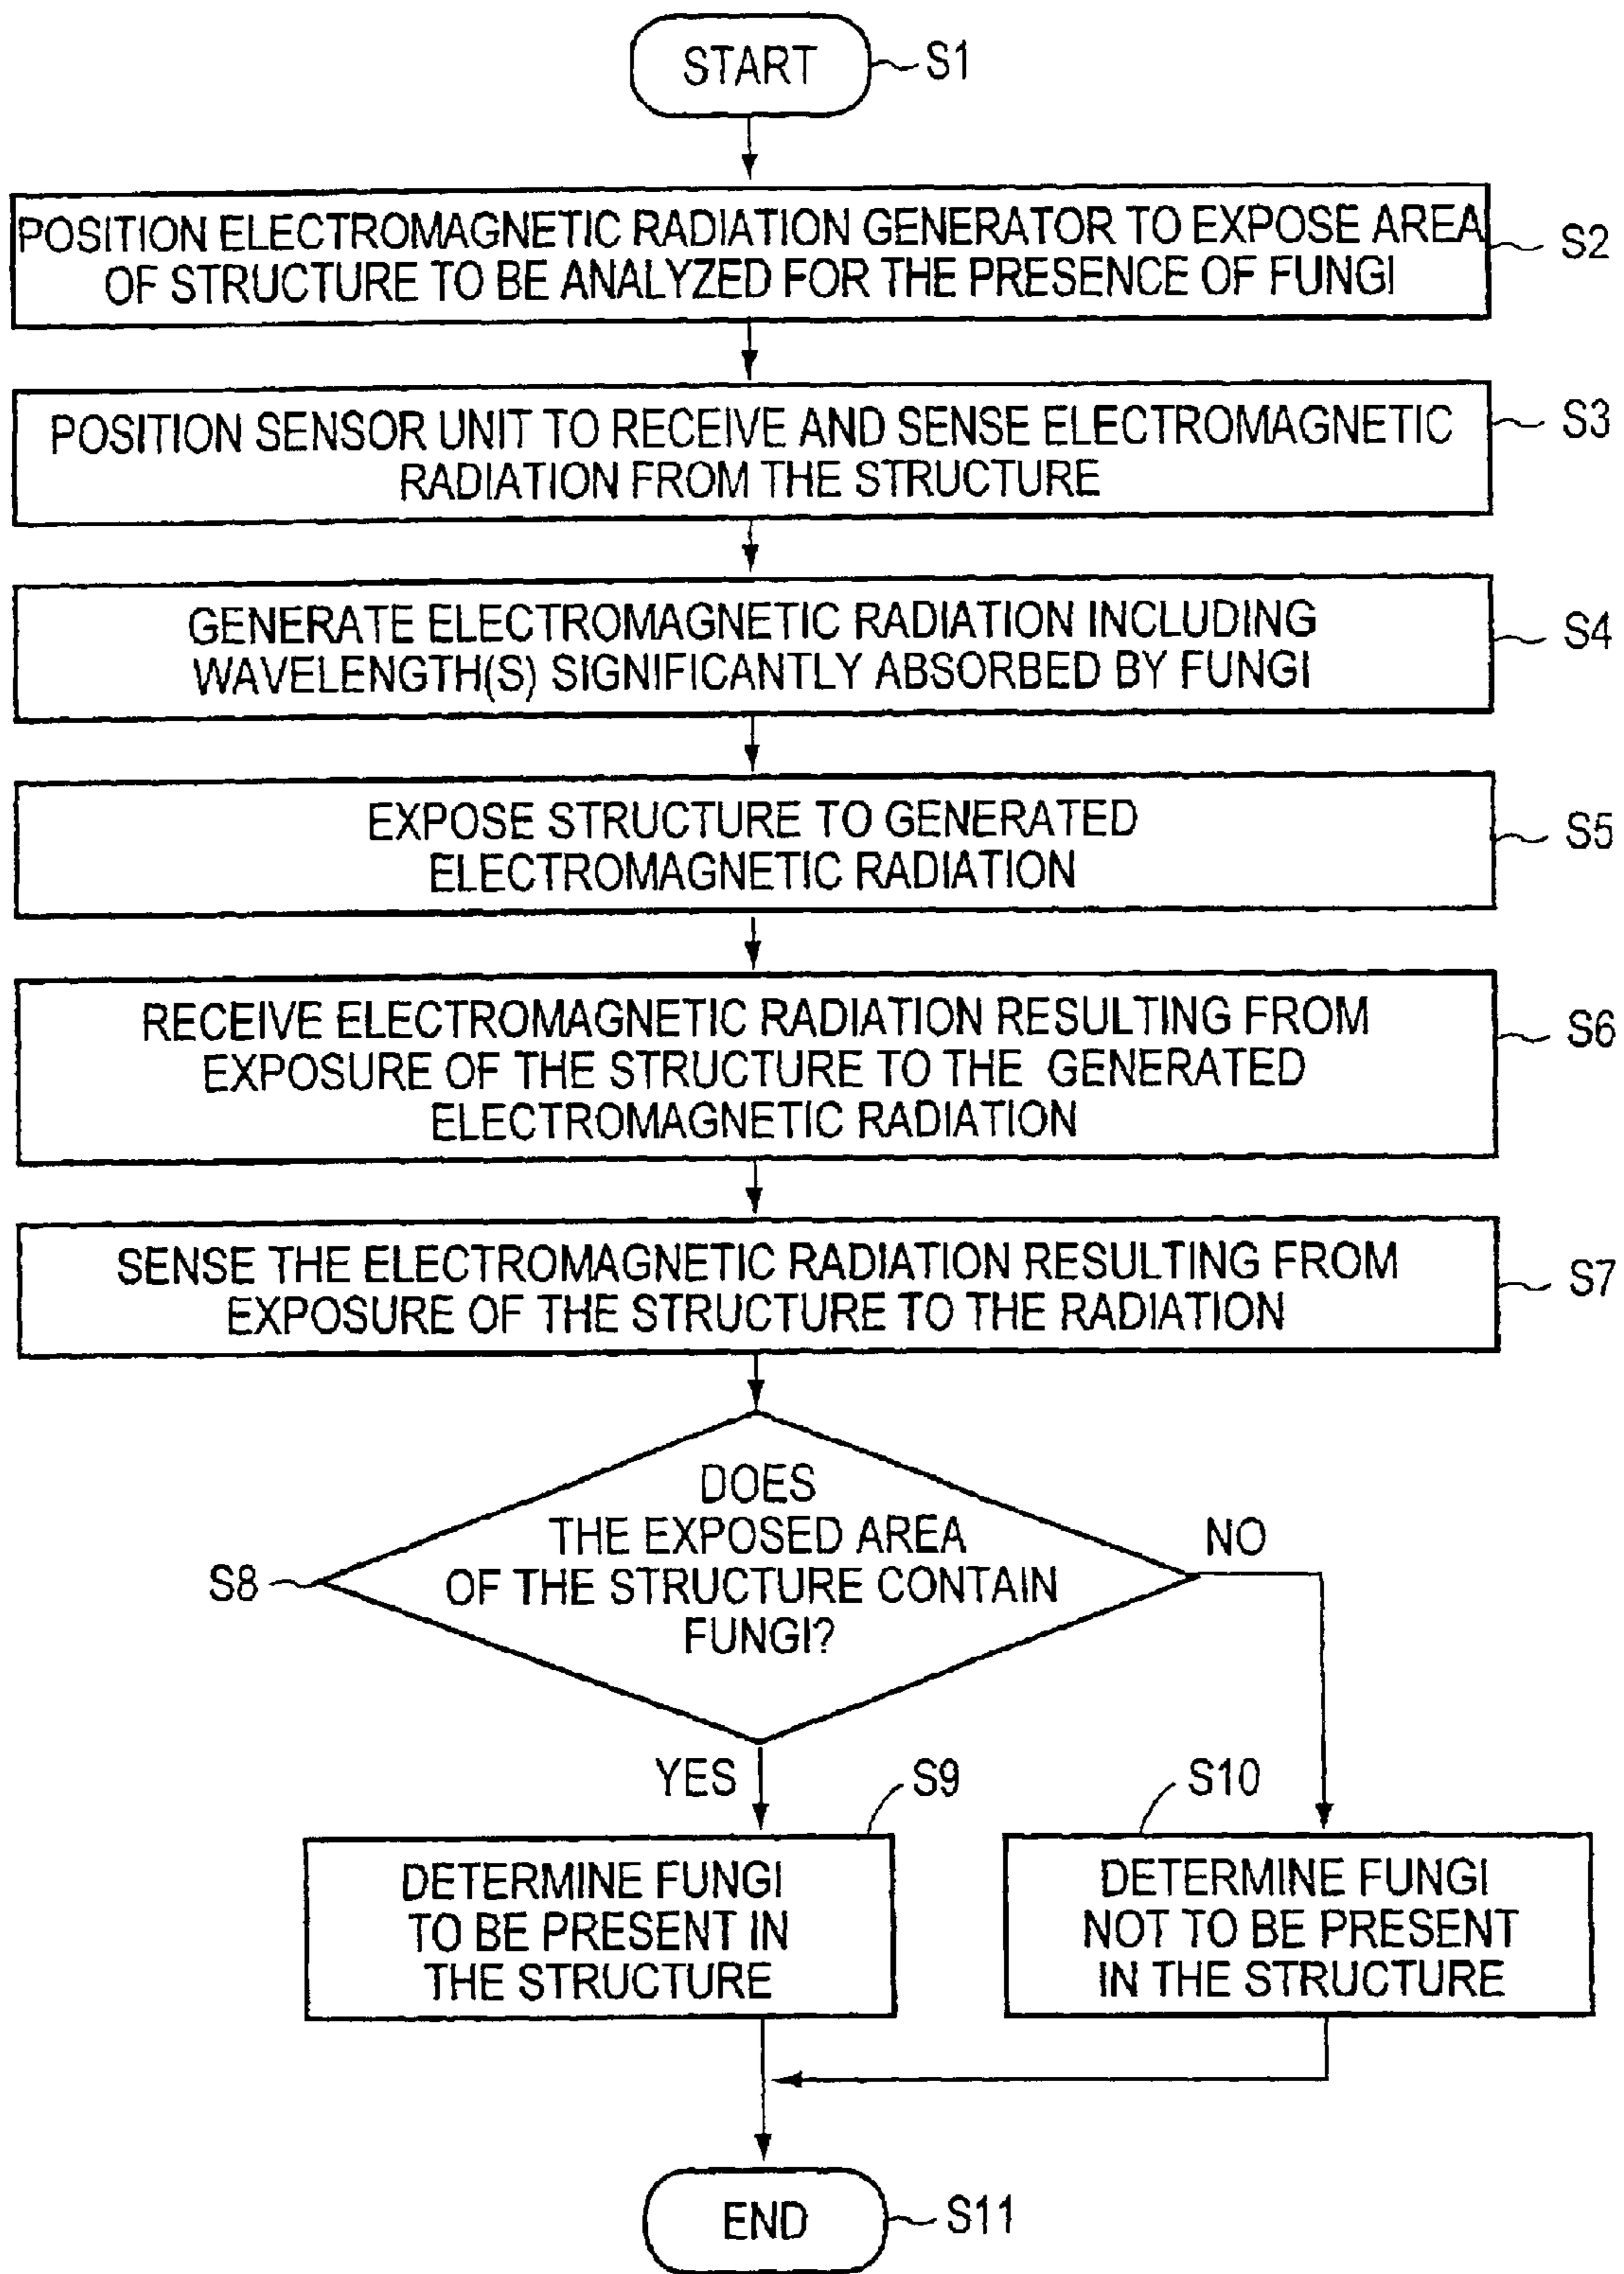 START
S1
POSITION ELECTROMAGNETIC RADIATION GENERATOR TO EXPOSE AREA
OF STRUCTURE TO BE ANALYZED FOR THE PRESENCE OF FUNGI
S2
POSITION SENSOR UNIT TO RECEIVE AND SENSE ELECTROMAGNETIC
RADIATION FROM THE STRUCTURE
S3
GENERATE ELECTROMAGNETIC RADIATION INCLUDING
WAVELENGTH(S) SIGNIFICANTLY ABSORBED BY FUNGI
S4
EXPOSE STRUCTURE TO GENERATED
ELECTROMAGNETIC RADIATION
S5
RECEIVE ELECTROMAGNETIC RADIATION RESULTING FROM
EXPOSURE OF THE STRUCTURE TO THE GENERATED
ELECTROMAGNETIC RADIATION
S6
SENSE THE ELECTROMAGNETIC RADIATION RESULTING FROM
EXPOSURE OF THE STRUCTURE TO THE RADIATION
S7
DOES
THE EXPOSED AREA
OF THE STRUCTURE CONTAIN
FUNGI?
S8
NO
YES
S9
S10
DETERMINE FUNGI
TO BE PRESENT IN
THE STRUCTURE
DETERMINE FUNGI
NOT TO BE PRESENT
IN THE STRUCTURE
END
S11